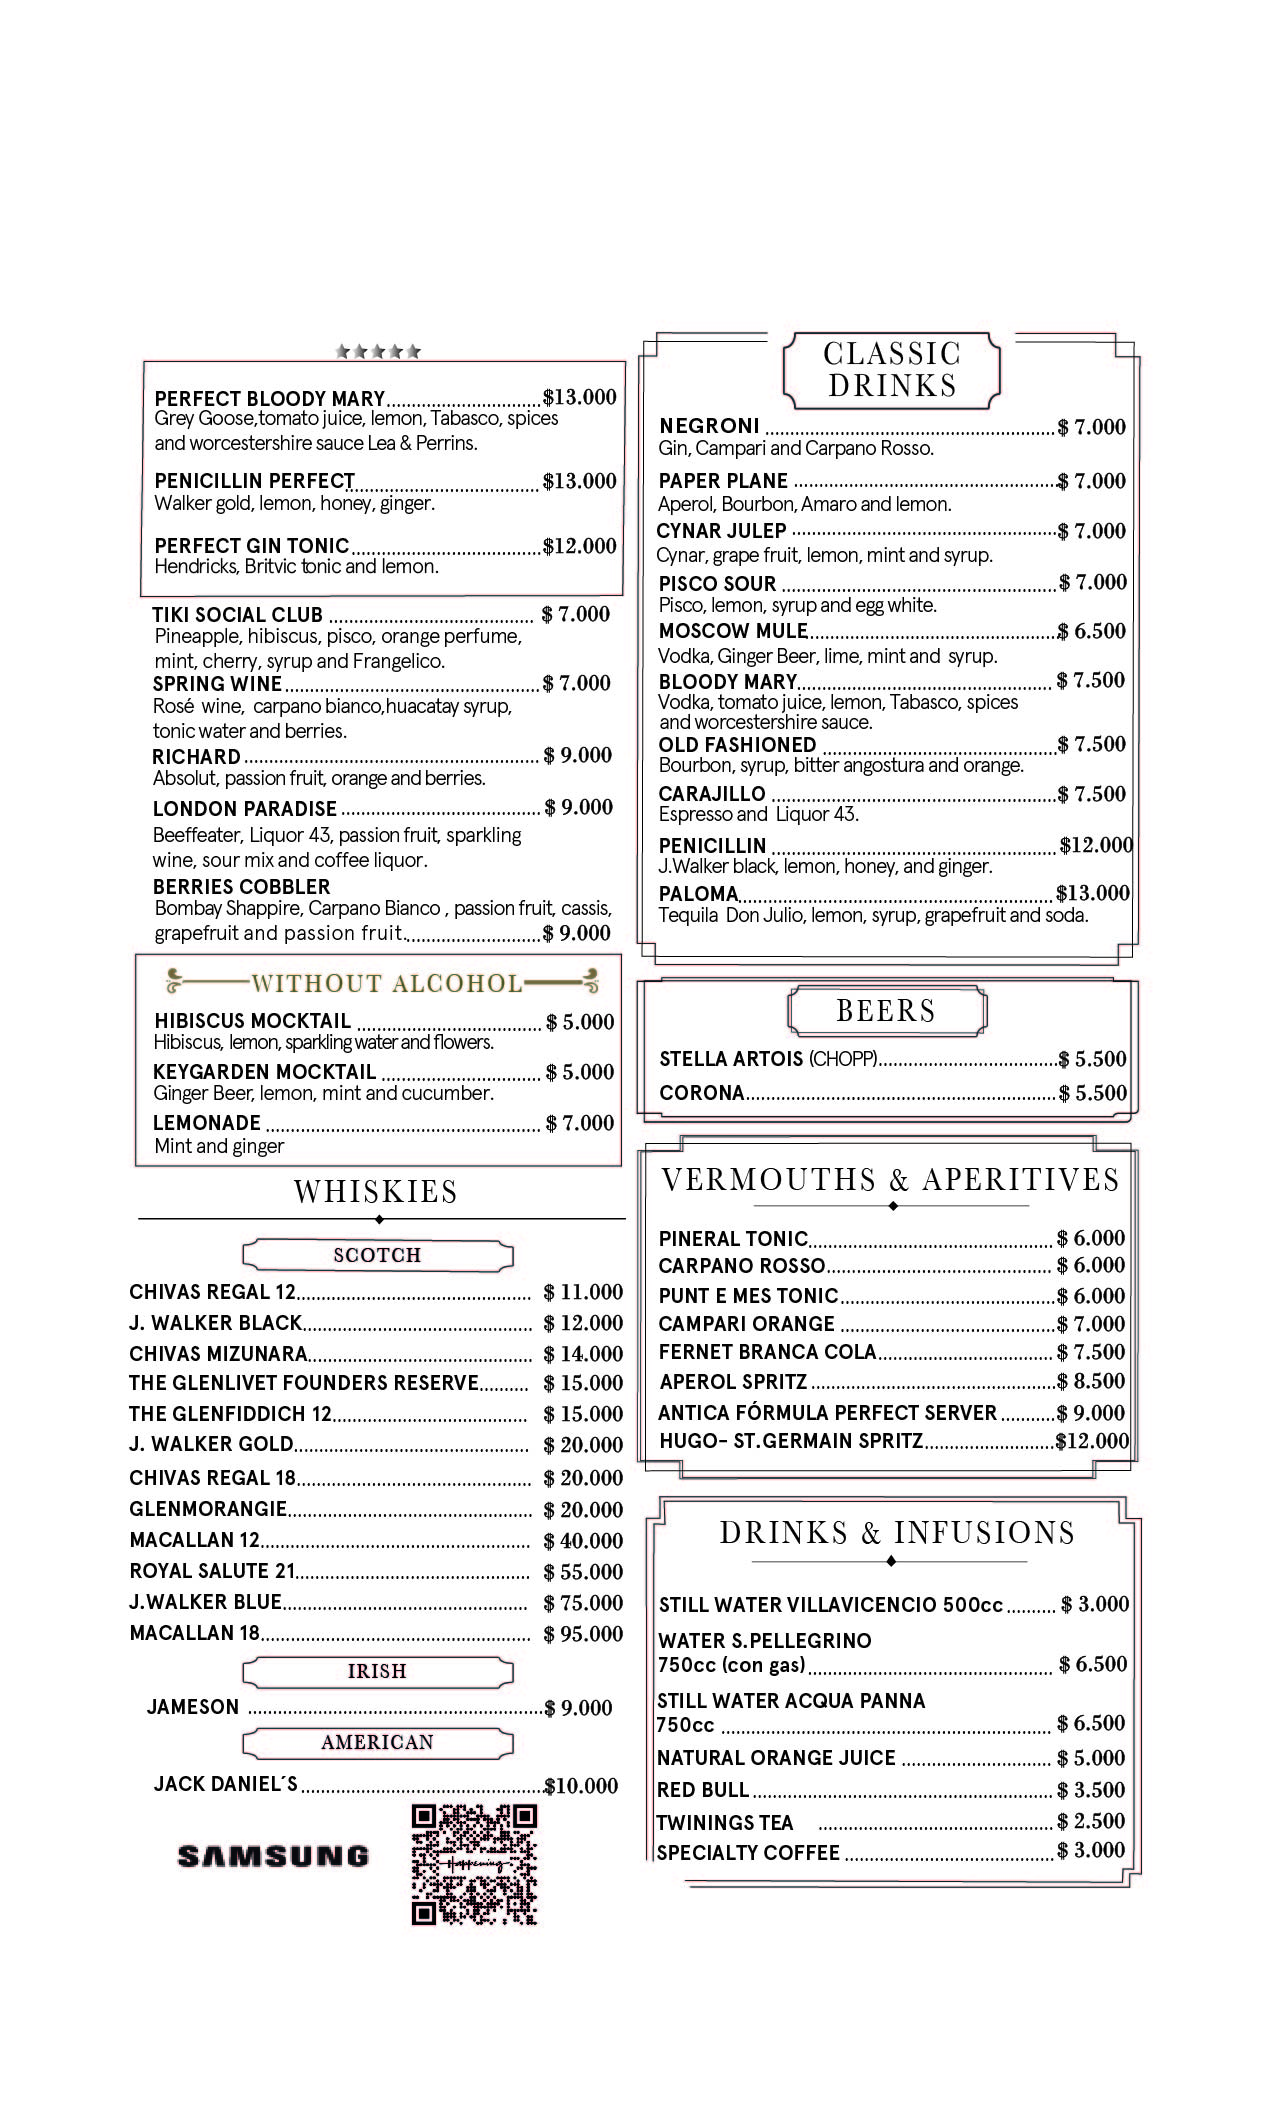 PERFECT BLOODY MARY........................................$13.000
Grey Goose,tomato juice, lemon, Tabasco, spices
and worcestershire sauce Lea & Perrins.
PENICILLIN PERFECT........................................$13.000
Walker gold, lemon, honey, ginger.
PERFECT GIN TONIC........................................$12.000
Hendricks, Britvic tonic and lemon.
TIKI SOCIAL CLUB ........................................ $ 7.000
Pineapple, hibiscus, pisco, orange perfume,
mint, cherry, syrup and Frangelico.
SPRING WINE........................................$ 7.000
Rosé wine, carpano bianco,huacatay syrup,
tonic water and berries.
RICHARD........................................ $ 9.000
Absolut, passion fruit, orange and berries.
LONDON PARADISE ........................................ $ 9.000
Beeffeater, Liquor 43, passion fruit, sparkling
wine, sour mix and coffee liquor.
BERRIES COBBLER
Bombay Shappire, Carpano Bianco , passion fruit, cassis,
grapefruit and passion fruit........................................$ 9.000
WITHOUT ALCOHOL
HIBISCUS MOCKTAIL ........................................ $ 5.000
Hibiscus, lemon, sparkling water and flowers.
KEYGARDEN MOCKTAIL ........................................ $ 5.000
Ginger Beer, lemon, mint and cucumber.
LEMONADE ........................................ $ 7.000
Mint and ginger
WHISKIES
SCOTCH
CHIVAS REGAL 12........................................ $ 11.000
J. WALKER BLACK........................................ $ 12.000
CHIVAS MIZUNARA........................................ $ 14.000
THE GLENLIVET FOUNDERS RESERVE.......... $ 15.000
THE GLENFIDDICH 12........................................ $ 15.000
J. WALKER GOLD........................................ $ 20.000
CHIVAS REGAL 18........................................ $ 20.000
GLENMORANGIE........................................ $ 20.000
MACALLAN 12........................................ $ 40.000
ROYAL SALUTE 21........................................ $ 55.000
J.WALKER BLUE........................................ $ 75.000
MACALLAN 18........................................ $ 95.000
IRISH
JAMESON ........................................$ 9.000
AMERICAN
JACK DANIEL´S........................................$10.000
SAMSUNG
Happening
CLASSIC
DRINKS
NEGRONI ........................................$ 7.000
Gin, Campari and Carpano Rosso.
PAPER PLANE ........................................$ 7.000
Aperol, Bourbon, Amaro and lemon.
CYNAR JULEP ........................................$ 7.000
Cynar, grape fruit, lemon, mint and syrup.
PISCO SOUR ........................................ $ 7.000
Pisco, lemon, syrup and egg white.
MOSCOW MULE........................................$ 6.500
Vodka, Ginger Beer, lime, mint and syrup.
BLOODY MARY........................................ $ 7.500
Vodka, tomato juice, lemon, Tabasco, spices
and worcestershire sauce.
OLD FASHIONED ........................................$ 7.500
Bourbon, syrup, bitter angostura and orange.
CARAJILLO ........................................$ 7.500
Espresso and Liquor 43.
PENICILLIN ........................................ $12.000
J.Walker black, lemon, honey, and ginger.
PALOMA........................................$13.000
Tequila Don Julio, lemon, syrup, grapefruit and soda.
BEERS
STELLA ARTOIS (CHOPP)........................................$ 5.500
CORONA........................................$ 5.500
VERMOUTHS & APERITIVES
PINERAL TONIC........................................ $ 6.000
CARPANO ROSSO........................................ $ 6.000
PUNT E MES TONIC........................................$ 6.000
CAMPARI ORANGE ........................................$ 7.000
FERNET BRANCA COLA........................................ $ 7.500
APEROL SPRITZ ........................................$ 8.500
ANTICA FÓRMULA PERFECT SERVER ..........$ 9.000
HUGO- ST.GERMAIN SPRITZ..............................$12.000
DRINKS & INFUSIONS
STILL WATER VILLAVICENCIO 500cc .......... $ 3.000
WATER S.PELLEGRINO
750cc (con gas)........................................ $ 6.500
STILL WATER ACQUA PANNA
750cc ........................................ $ 6.500
NATURAL ORANGE JUICE .............................. $ 5.000
RED BULL ........................................ $ 3.500
TWININGS TEA ........................................ $ 2.500
SPECIALTY COFFEE ........................................ $ 3.000